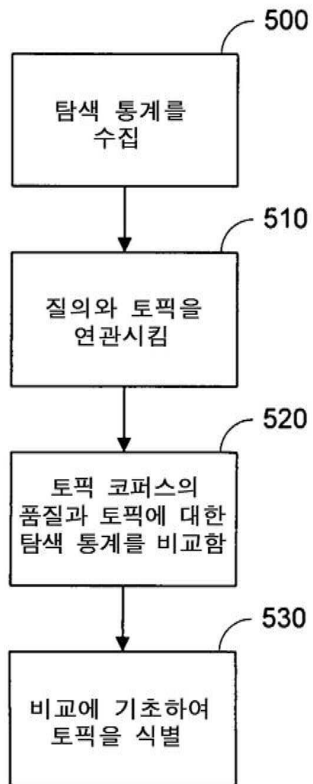 500
탐색 통계를
수집
510
질의와 토픽을
연관시킴
520
토픽 코퍼스의
품질과 토픽에 대한
탐색 통계를 비교함
530
비교에 기초하여
토픽을 식별